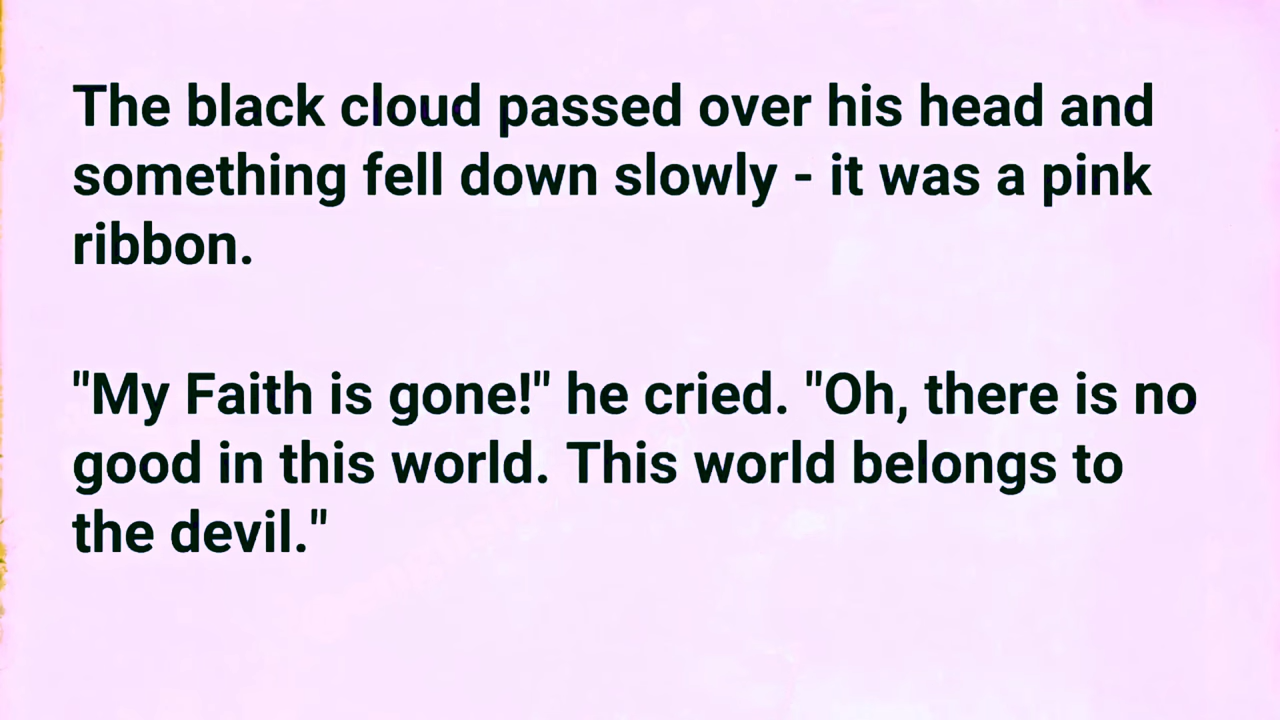 The black cloud passed over his head and
something fell down slowly - it was a pink
ribbon.
"My Faith is gone!" he cried. "Oh, there is no
good in this world. This world belongs to
the devil."